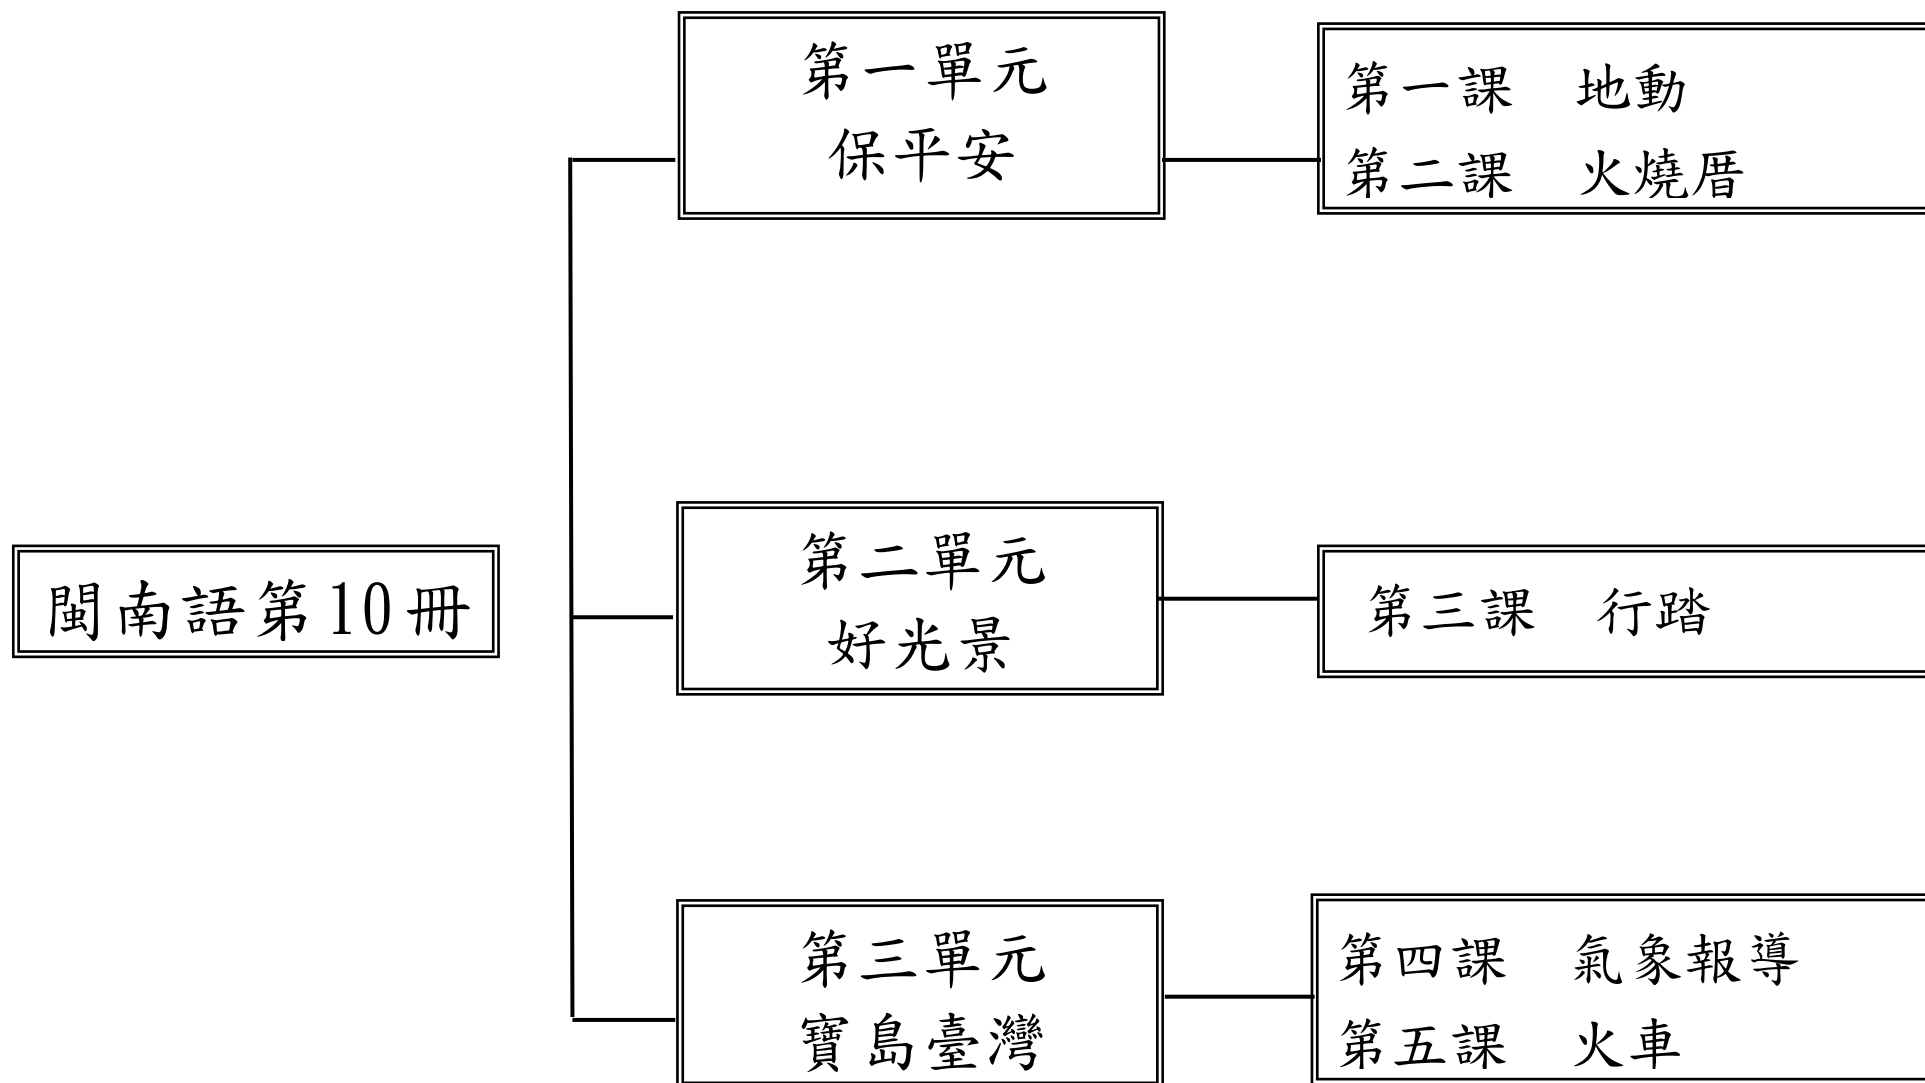 閩南語第10冊
第一單元
保平安
第一課 地動
第二課 火燒厝
第二單元
好光景
第三課 行踏
第三單元
寶島臺灣
第四課 氣象報導
第五課 火車